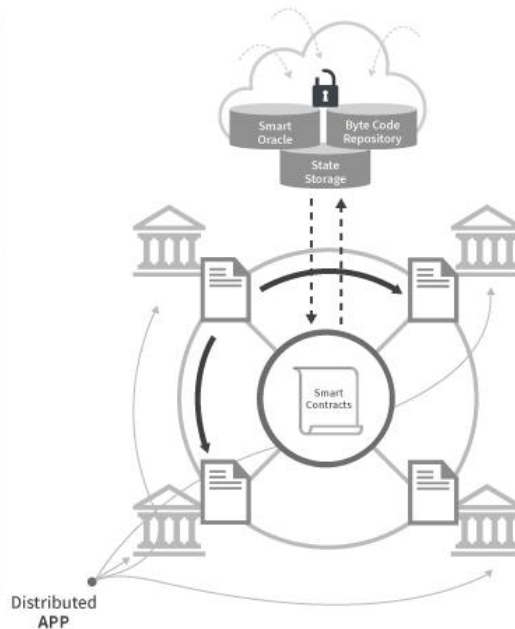 Smart
Oracle
Byte Code
Repository
State
Storage
Smart
Contracts
Distributed
APP